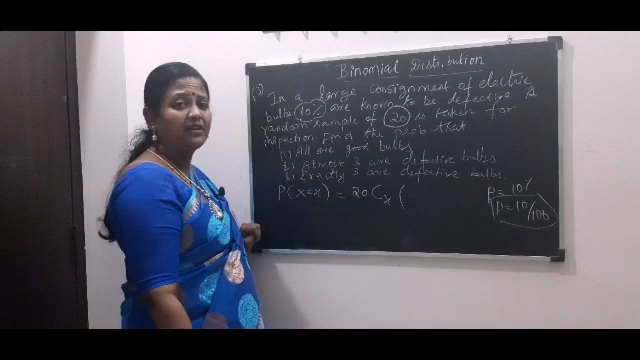 Binomial Distribution
(3) In a large consignment of electric
bulbs 10% are known to be defective A
random sample of 20 is taken for
inspection. Find the prob that
(i) All are good bulbs
(ii) Atmost 3 are defective bulbs
(iii) Exactly 3 are defective bulbs.
P(X=x) = 20Cx (
p = 10%
p = 10/100